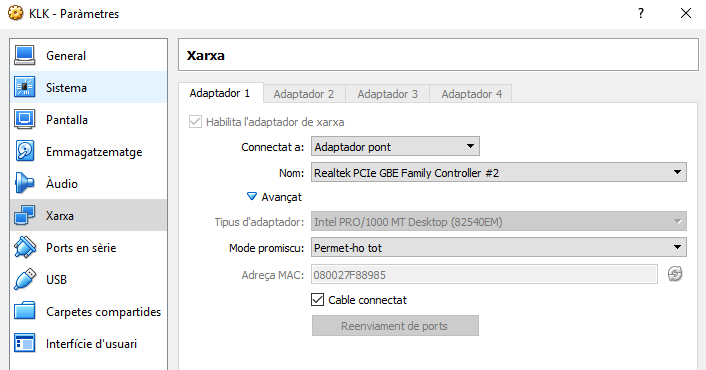 KLK - Paràmetres
?
General
Sistema
Pantalla
Emmagatzematge
Àudio
Xarxa
Ports en sèrie
USB
Carpetes compartides
Interfície d'usuari
Xarxa
Adaptador 1 Adaptador 2 Adaptador 3 Adaptador 4
Habilita l'adaptador de xarxa
Connectat a: Adaptador pont
Nom: Realtek PCIe GBE Family Controller #2
Avançat
Tipus d'adaptador: Intel PRO/1000 MT Desktop (82540EM)
Mode promiscu: Permet-ho tot
Adreça MAC: 080027F88985
Cable connectat
Reenviament de ports